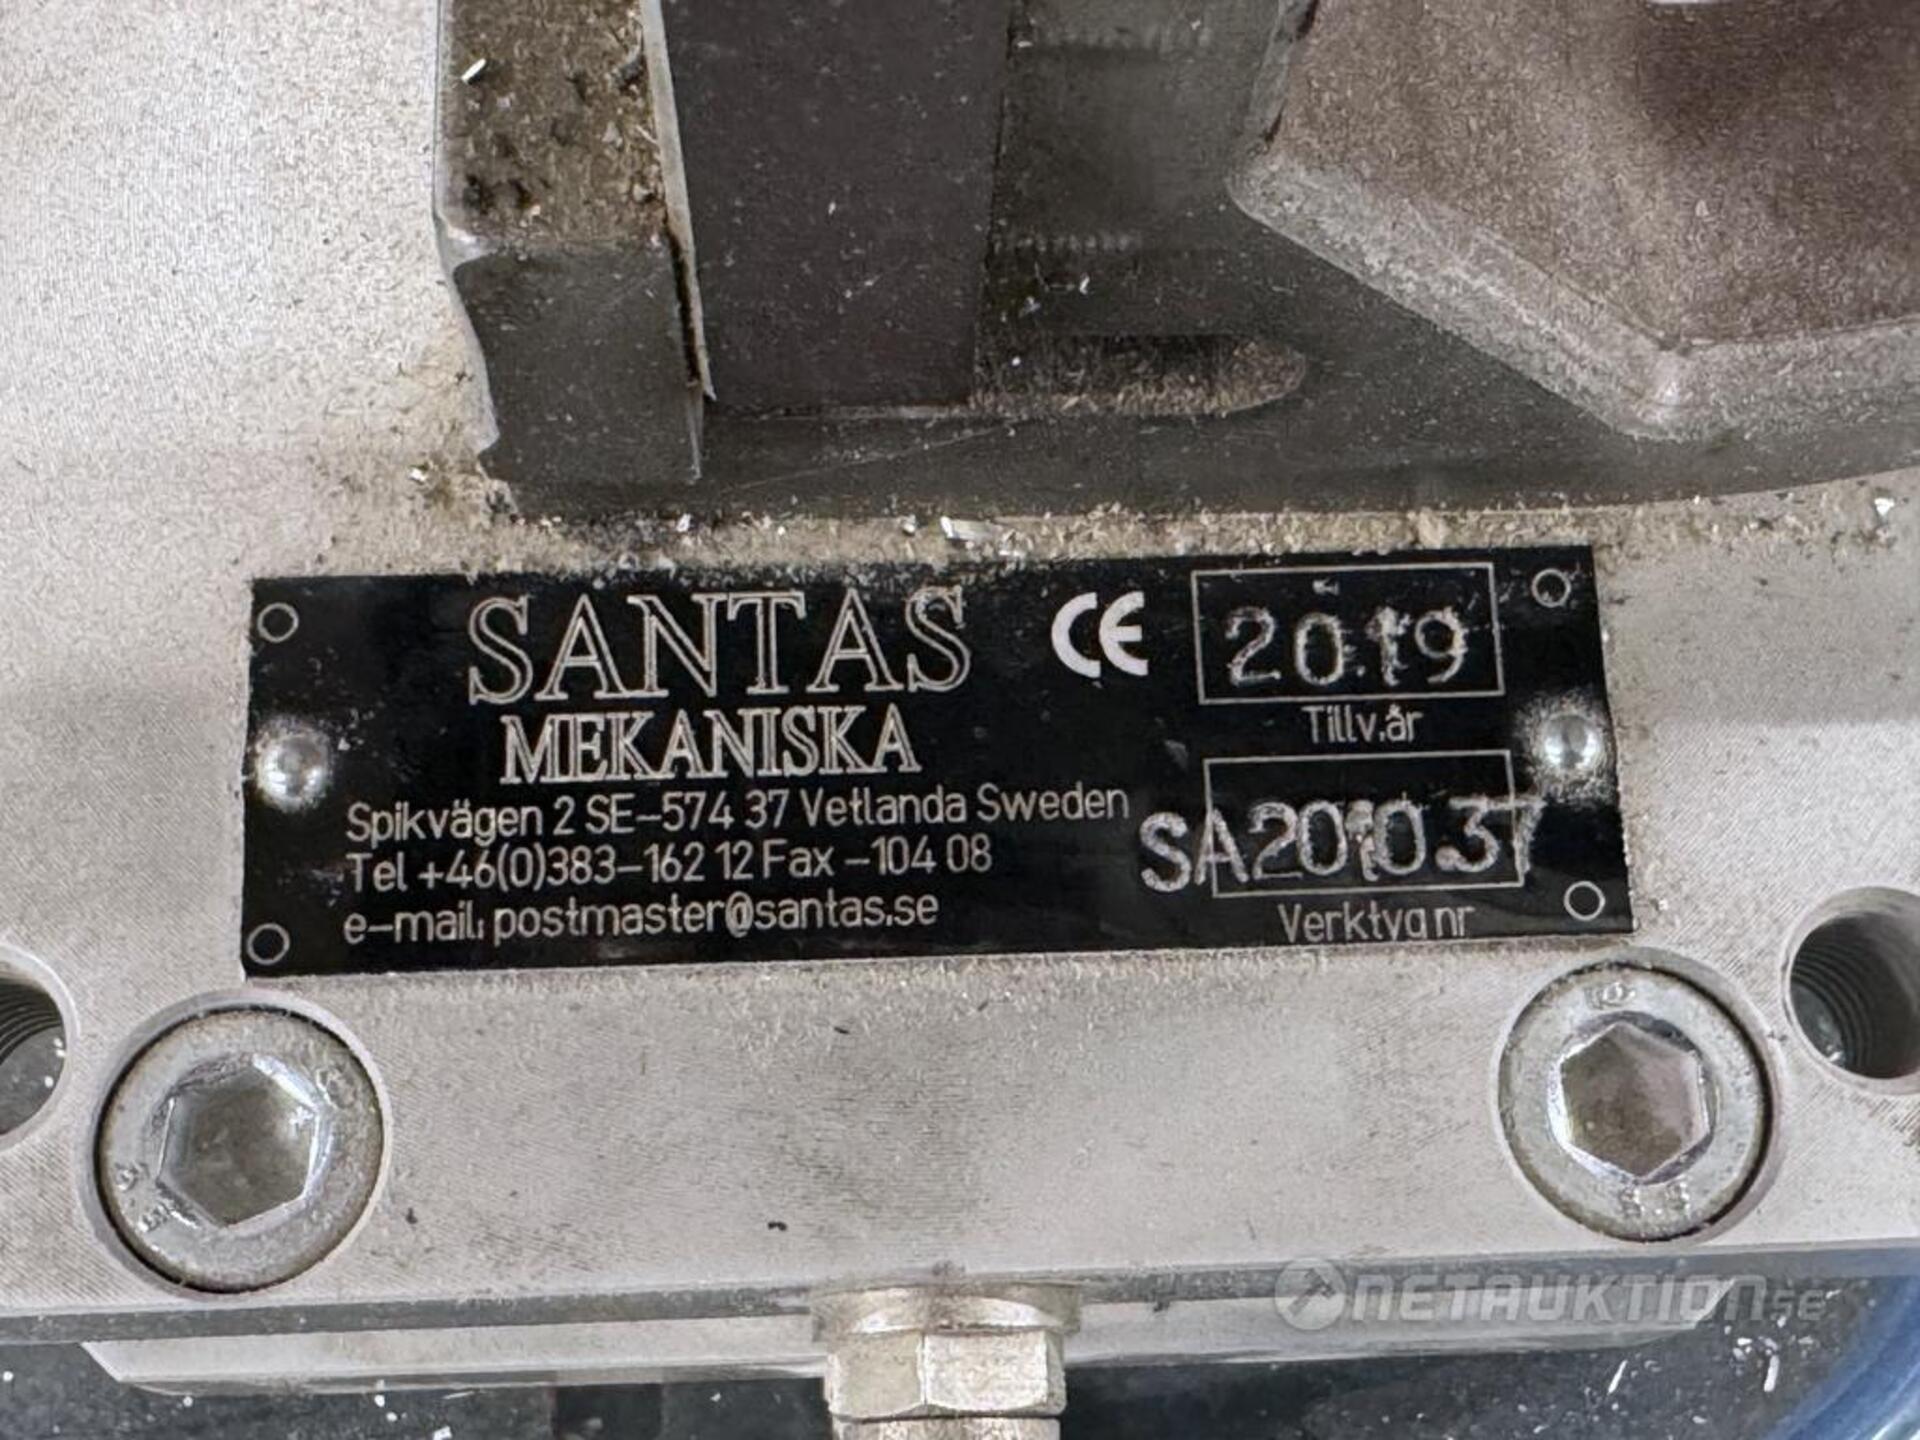 SANTAS
MEKANISKA
Spikvägen 2 SE-574 37 Vetlanda Sweden
Tel +46(0)383-162 12 Fax -104 08
e-mail: postmaster@santas.se
CE
2019
Tillv.år
SA201037
Verktyg nr
NETAUKTION.SE